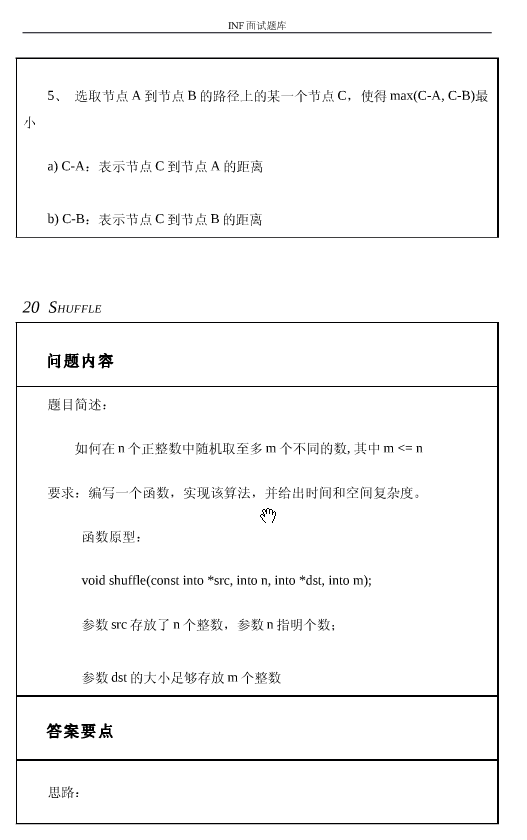 INF 面试题库
5、 选取节点 A 到节点 B 的路径上的某一个节点 C，使得 max(C-A, C-B)最
小
a) C-A：表示节点 C 到节点 A 的距离
b) C-B：表示节点 C 到节点 B 的距离
20 SHUFFLE
问题内容
题目简述：
如何在 n 个正整数中随机取至多 m 个不同的数, 其中 m <= n
要求：编写一个函数，实现该算法，并给出时间和空间复杂度。
函数原型：
void shuffle(const into *src, into n, into *dst, into m);
参数 src 存放了 n 个整数，参数 n 指明个数；
参数 dst 的大小足够存放 m 个整数
答案要点
思路：